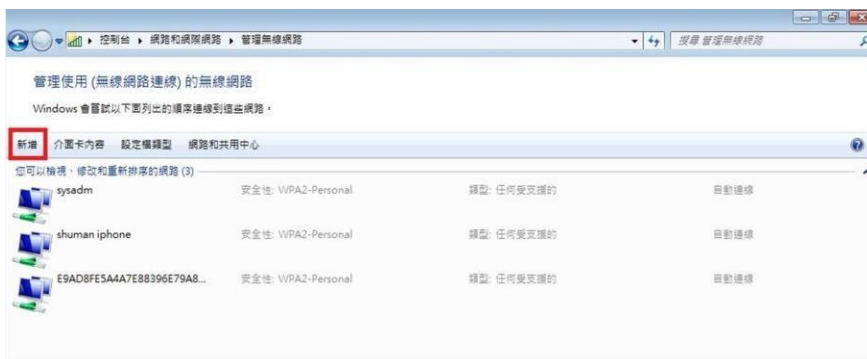 控制台 ▸ 網路和網際網路 ▸ 管理無線網路
搜尋 管理無線網路
管理使用 (無線網路連線) 的無線網路
Windows 會嘗試以下面列出的順序連線到這些網路。
新增 介面卡內容 設定檔類型 網路和共用中心
您可以檢視、修改和重新排序的網路 (3)
sysadm 安全性: WPA2-Personal 類型: 任何受支援的 自動連線
shuman iphone 安全性: WPA2-Personal 類型: 任何受支援的 自動連線
E9AD8FE5A4A7E88396E79A8... 安全性: WPA2-Personal 類型: 任何受支援的 自動連線